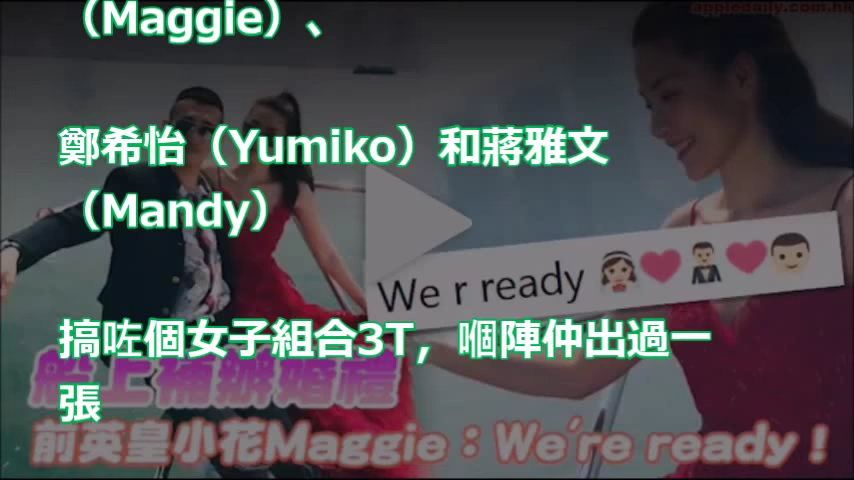 appledaily.com.hk
（Maggie）、
鄭希怡（Yumiko）和蔣雅文
（Mandy）
We r ready
搞咗個女子組合3T，嗰陣仲出過一
張
船上補辦婚禮
前英皇小花Maggie：We're ready！